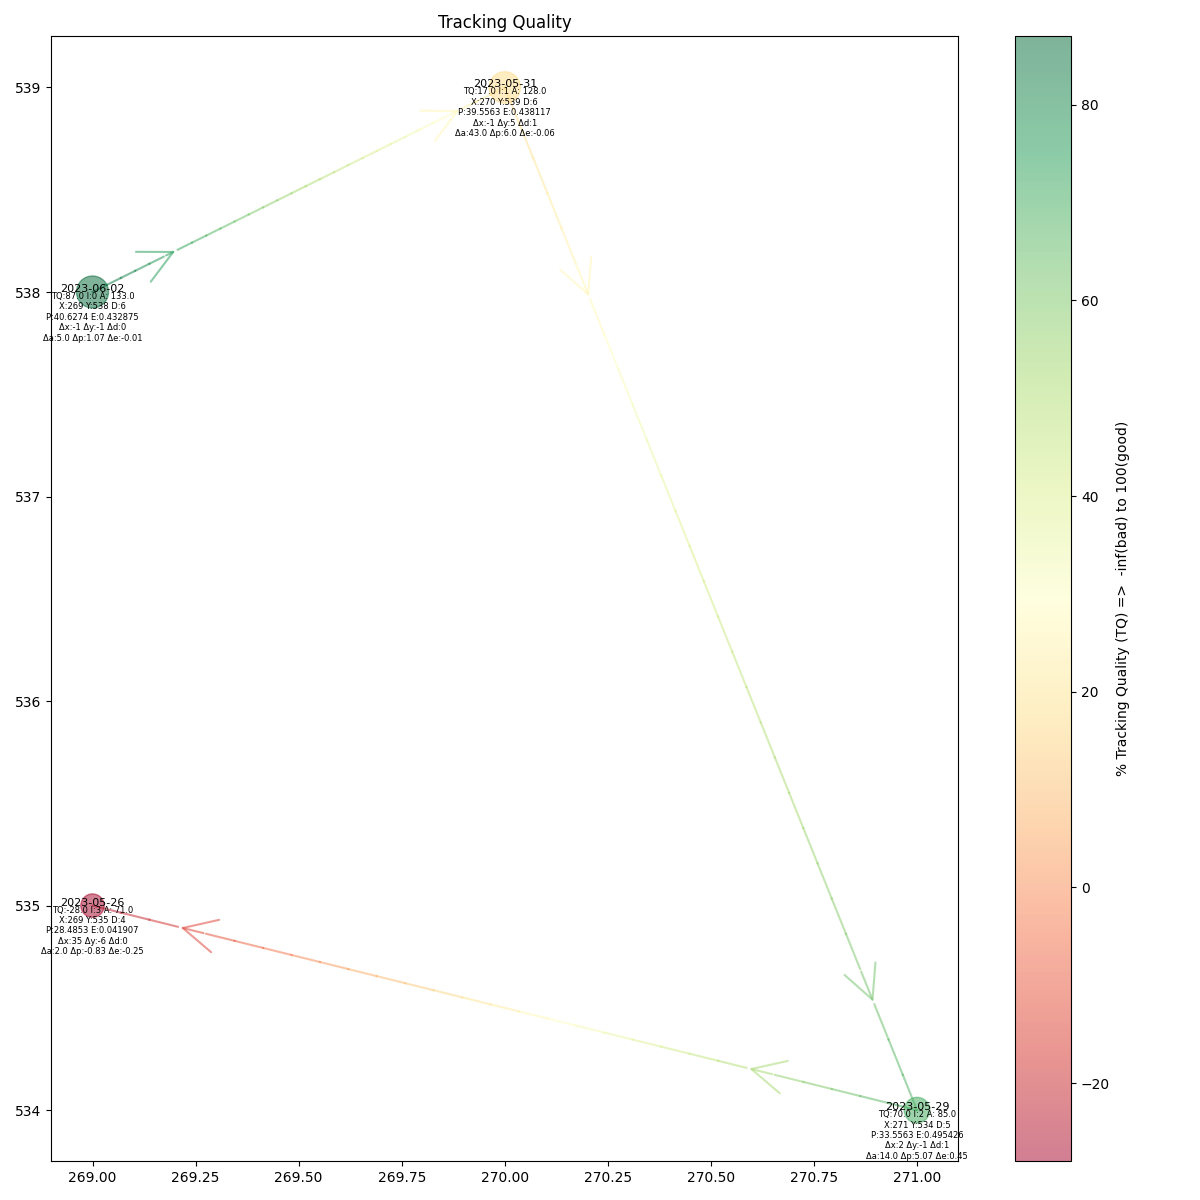 Tracking Quality
539
538
537
536
535
534
269.00 269.25 269.50 269.75 270.00 270.25 270.50 270.75 271.00
2023-05-31
TQ:17.0 I:1 A: 128.0
X:270 Y:539 D:6
P:39.5563 E:0.438117
Δx:-1 Δy:5 Δd:1
Δa:43.0 Δp:6.0 Δe:-0.06
2023-06-02
TQ:87.0 I:0 A: 133.0
X:269 Y:538 D:6
P:40.6274 E:0.432875
Δx:-1 Δy:-1 Δd:0
Δa:5.0 Δp:1.07 Δe:-0.01
2023-05-26
TQ:-28.0 I:3 A: 71.0
X:269 Y:535 D:4
P:28.4853 E:0.041907
Δx:35 Δy:-6 Δd:0
Δa:2.0 Δp:-0.83 Δe:-0.25
2023-05-29
TQ:70.0 I:2 A: 85.0
X:271 Y:534 D:5
P:33.5563 E:0.495426
Δx:2 Δy:-1 Δd:1
Δa:14.0 Δp:5.07 Δe:0.45
80
60
40
20
0
−20
% Tracking Quality (TQ) => -inf(bad) to 100(good)